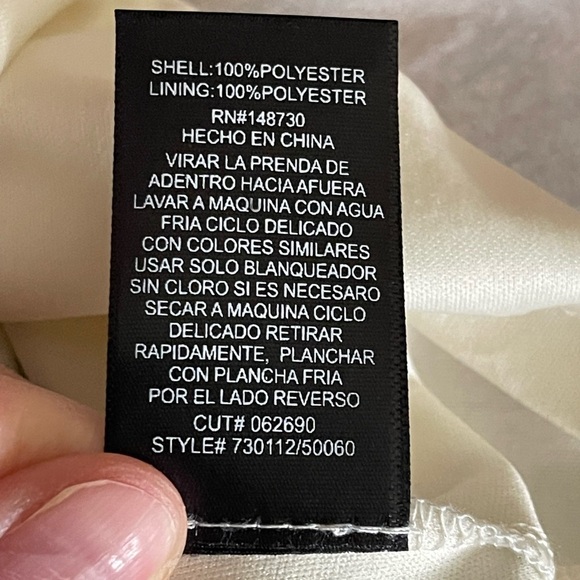 SHELL:100%POLYESTER
LINING:100%POLYESTER
RN#148730
HECHO EN CHINA
VIRAR LA PRENDA DE
ADENTRO HACIA AFUERA
LAVAR A MAQUINA CON AGUA
FRIA CICLO DELICADO
CON COLORES SIMILARES
USAR SOLO BLANQUEADOR
SIN CLORO SI ES NECESARO
SECAR A MAQUINA CICLO
DELICADO RETIRAR
RAPIDAMENTE, PLANCHAR
CON PLANCHA FRIA
POR EL LADO REVERSO
CUT# 062690
STYLE# 730112/50060